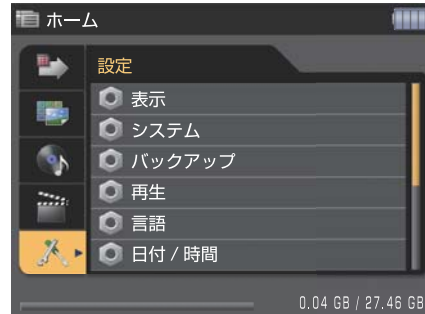 ホーム
設定
表示
システム
バックアップ
再生
言語
日付 / 時間
0.04 GB / 27.46 GB